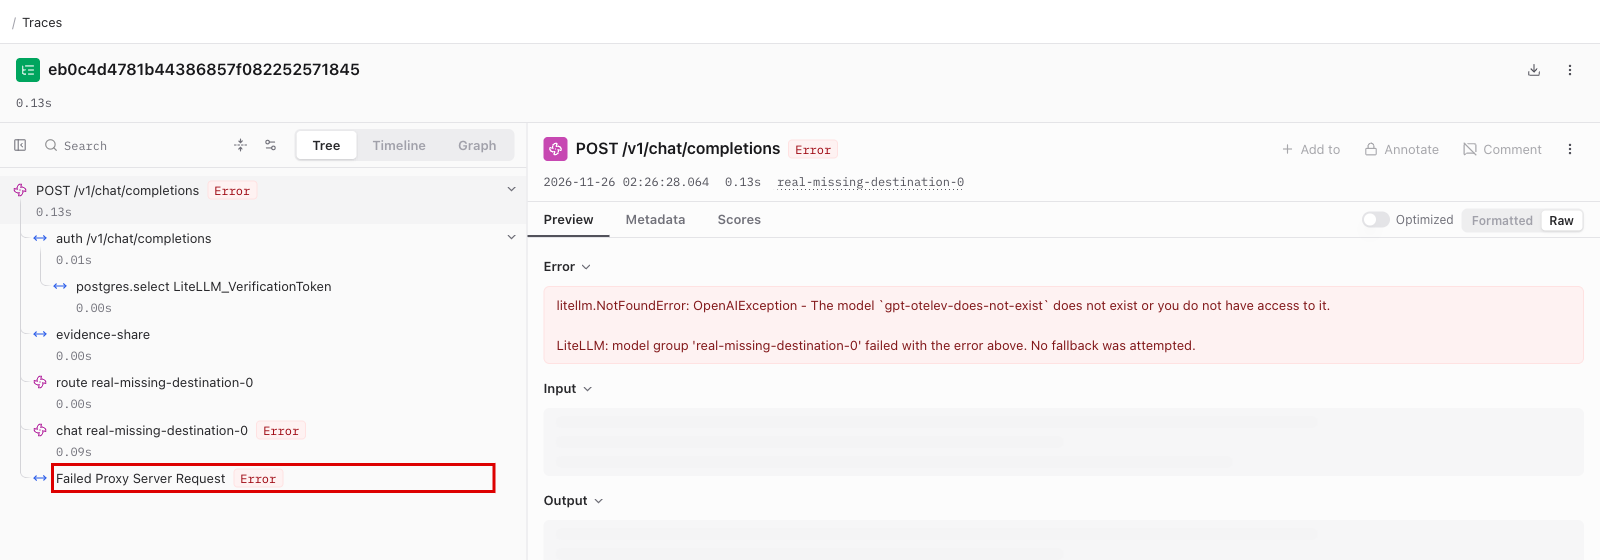 / Traces
eb0c4d4781b44386857f082252571845
0.13s
Search
Tree
Timeline
Graph
POST /v1/chat/completions Error
0.13s
auth /v1/chat/completions
0.01s
postgres.select LiteLLM_VerificationToken
0.00s
evidence-share
0.00s
route real-missing-destination-0
0.00s
chat real-missing-destination-0 Error
0.09s
Failed Proxy Server Request Error
POST /v1/chat/completions Error
Add to
Annotate
Comment
2026-11-26 02:26:28.064 0.13s real-missing-destination-0
Preview
Metadata
Scores
Optimized
Formatted
Raw
Error
litellm.NotFoundError: OpenAIException - The model `gpt-otelev-does-not-exist` does not exist or you do not have access to it.
LiteLLM: model group 'real-missing-destination-0' failed with the error above. No fallback was attempted.
Input
Output